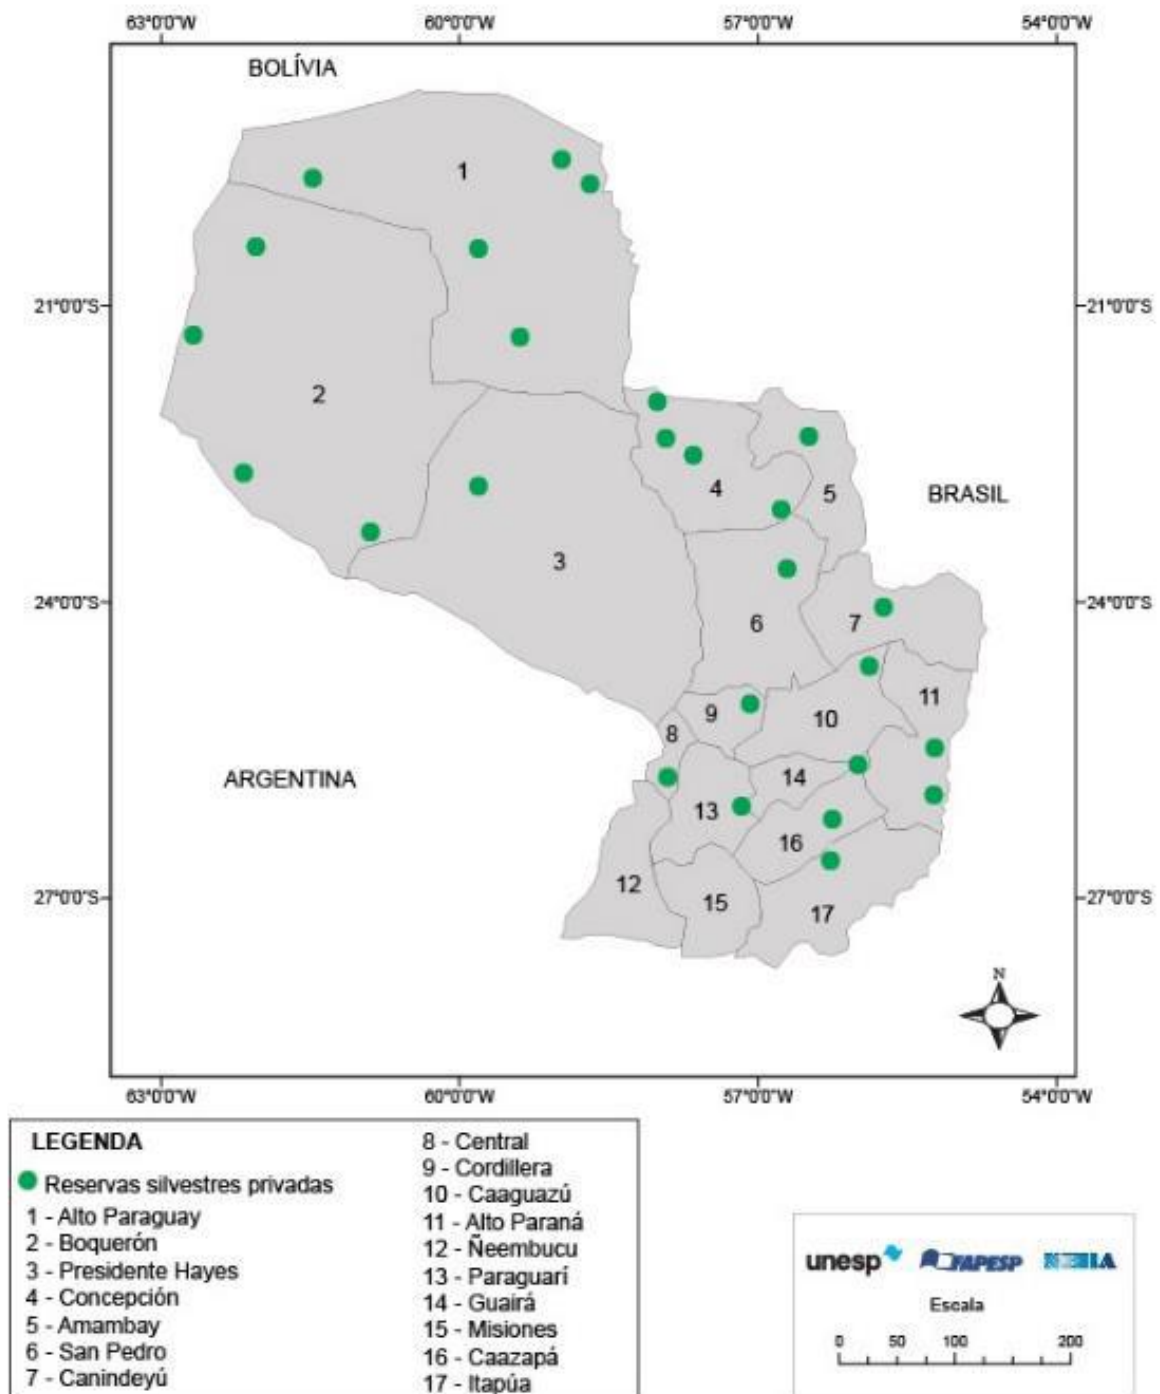 63°0'0"W 60°0'0"W 57°0'0"W 54°0'0"W
BOLÍVIA
1
21°0'0"S 21°0'0"S
2
4
5
BRASIL
3
24°0'0"S 24°0'0"S
6
7
11
9
10
8
ARGENTINA
14
13
16
12
27°0'0"S 27°0'0"S
15
17
N
63°0'0"W 60°0'0"W 57°0'0"W 54°0'0"W
LEGENDA
Reservas silvestres privadas
1 - Alto Paraguay
2 - Boquerón
3 - Presidente Hayes
4 - Concepción
5 - Amambay
6 - San Pedro
7 - Canindeyú
8 - Central
9 - Cordillera
10 - Caaguazú
11 - Alto Paraná
12 - Ñeembucu
13 - Paraguarí
14 - Guairá
15 - Misiones
16 - Caazapá
17 - Itapúa
unesp FAPESP
Escala
0 50 100 200